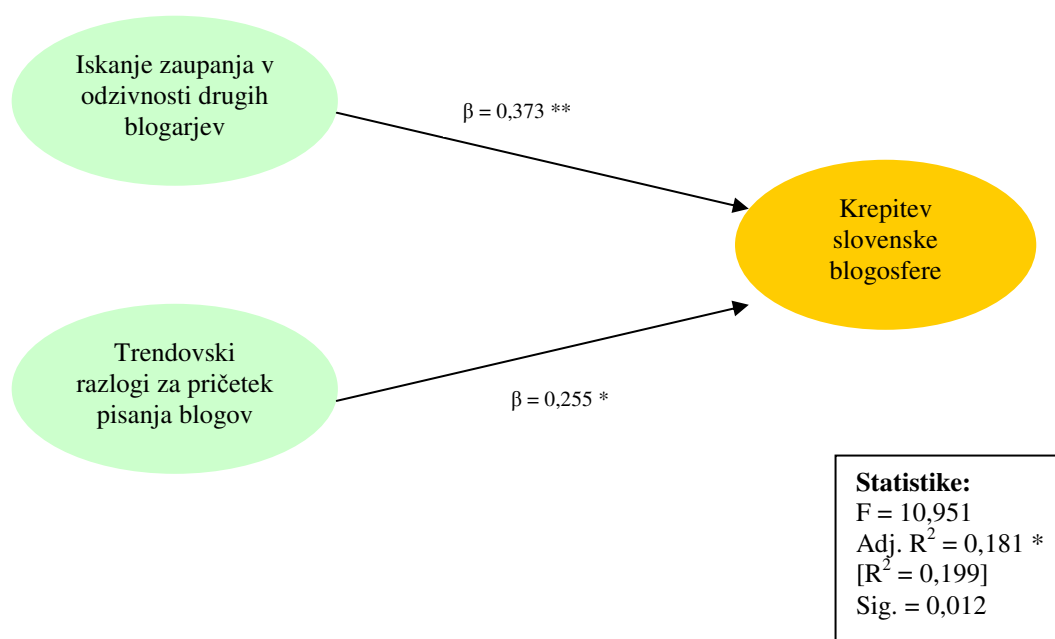 Iskanje zaupanja v
odzivnosti drugih
blogarjev
β = 0,373 **
Krepitev
slovenske
blogosfere
Trendovski
razlogi za pričetek
pisanja blogov
β = 0,255 *
Statistike:
F = 10,951
Adj. R² = 0,181 *
[R² = 0,199]
Sig. = 0,012